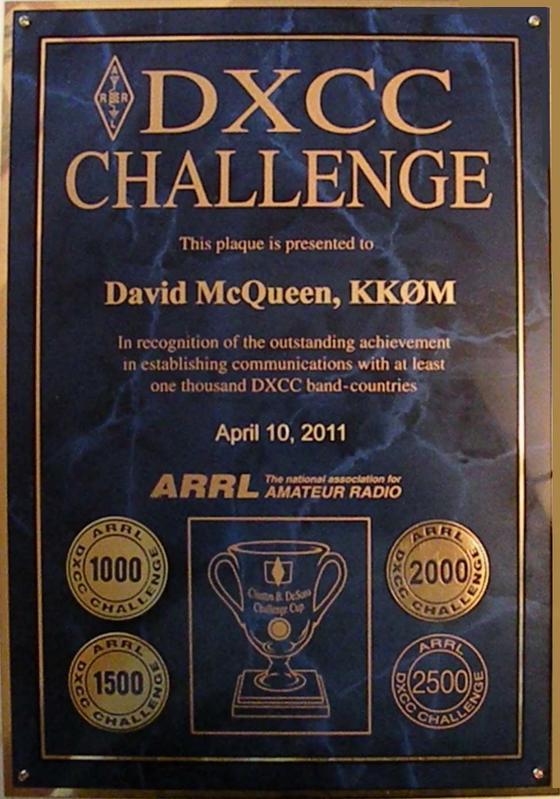 ARRL
DXCC
CHALLENGE
This plaque is presented to
David McQueen, KKØM
In recognition of the outstanding achievement
in establishing communications with at least
one thousand DXCC band-countries
April 10, 2011
ARRL The national association for
AMATEUR RADIO
ARRL
1000
DXCC CHALLENGE
ARRL
2000
DXCC CHALLENGE
Clinton B. DeSoto
Challenge Cup
ARRL
1500
DXCC CHALLENGE
ARRL
2500
DXCC CHALLENGE